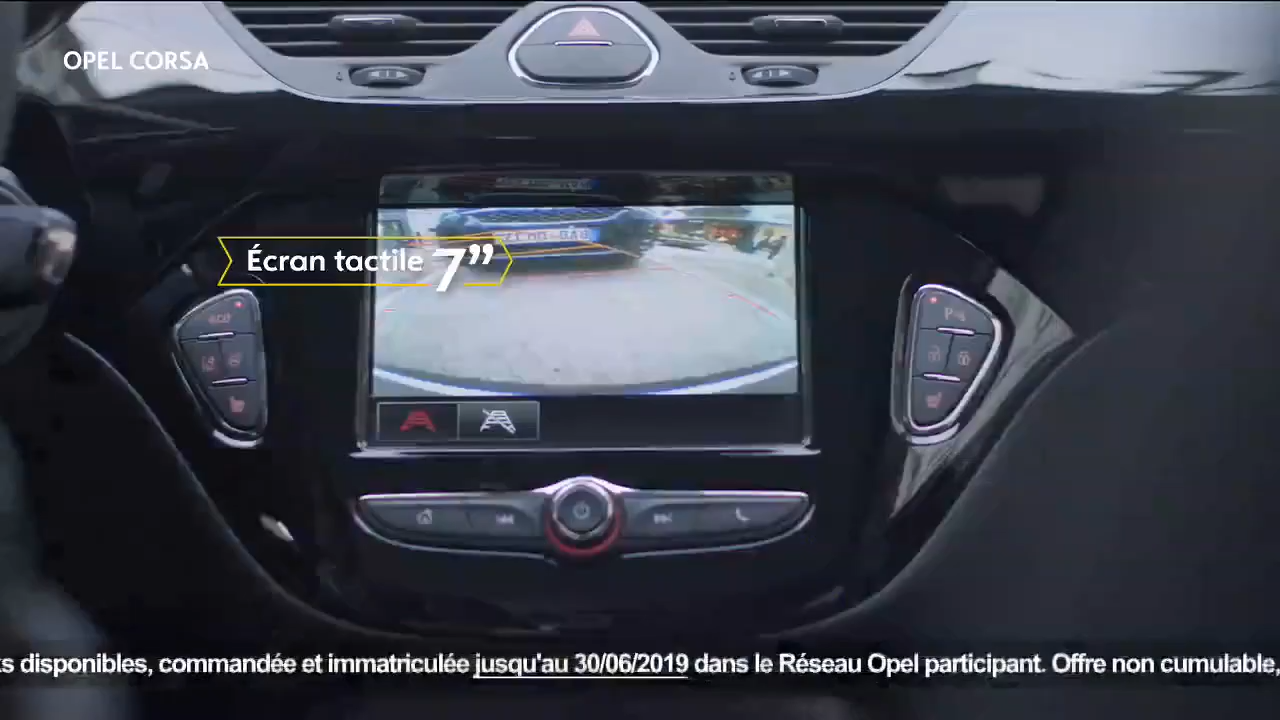 OPEL CORSA
Écran tactile 7”
ks disponibles, commandée et immatriculée jusqu'au 30/06/2019 dans le Réseau Opel participant. Offre non cumulable,